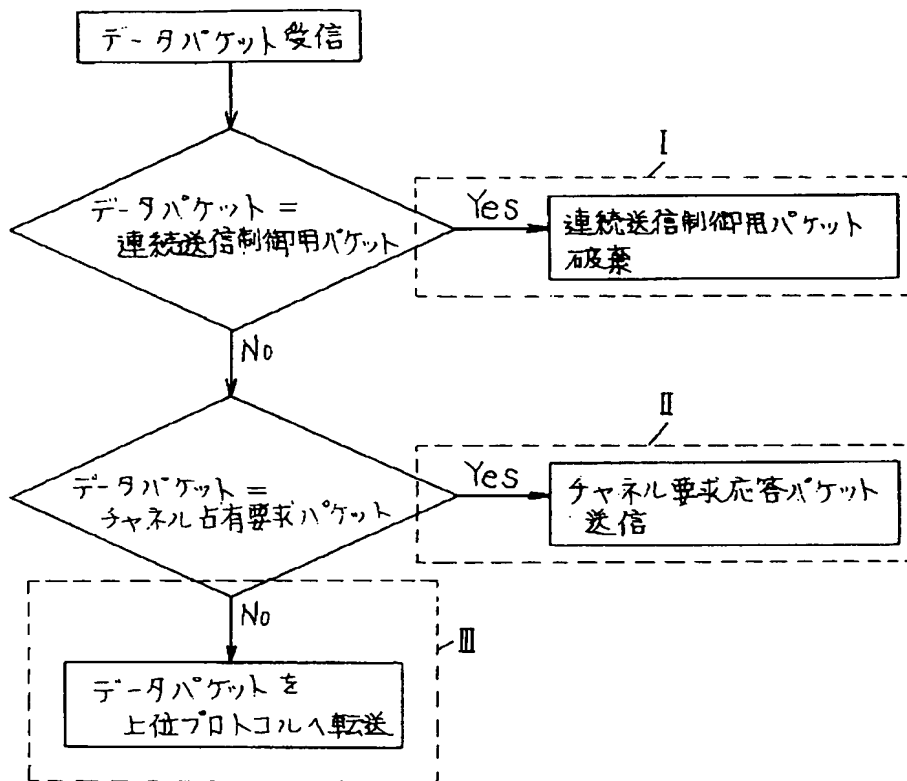 データパケット受信
I
データパケット =
連続送信制御用パケット
Yes
連続送信制御用パケット
破棄
No
II
データパケット =
チャネル占有要求パケット
Yes
チャネル要求応答パケット
送信
No
III
データパケットを
上位プロトコルへ転送